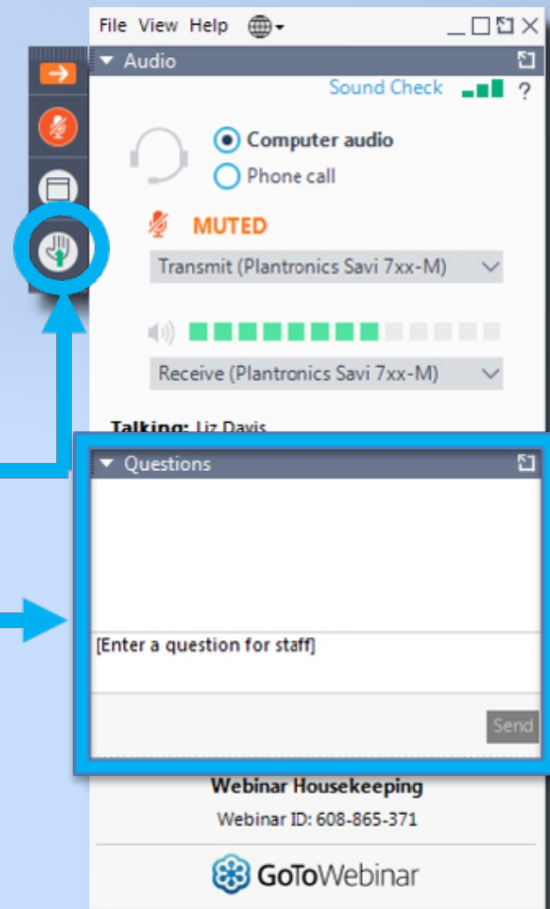 File View Help
Audio
Sound Check ?
Computer audio
Phone call
MUTED
Transmit (Plantronics Savi 7xx-M)
Receive (Plantronics Savi 7xx-M)
Talking: Liz Davis
Questions
[Enter a question for staff]
Send
Webinar Housekeeping
Webinar ID: 608-865-371
GoToWebinar